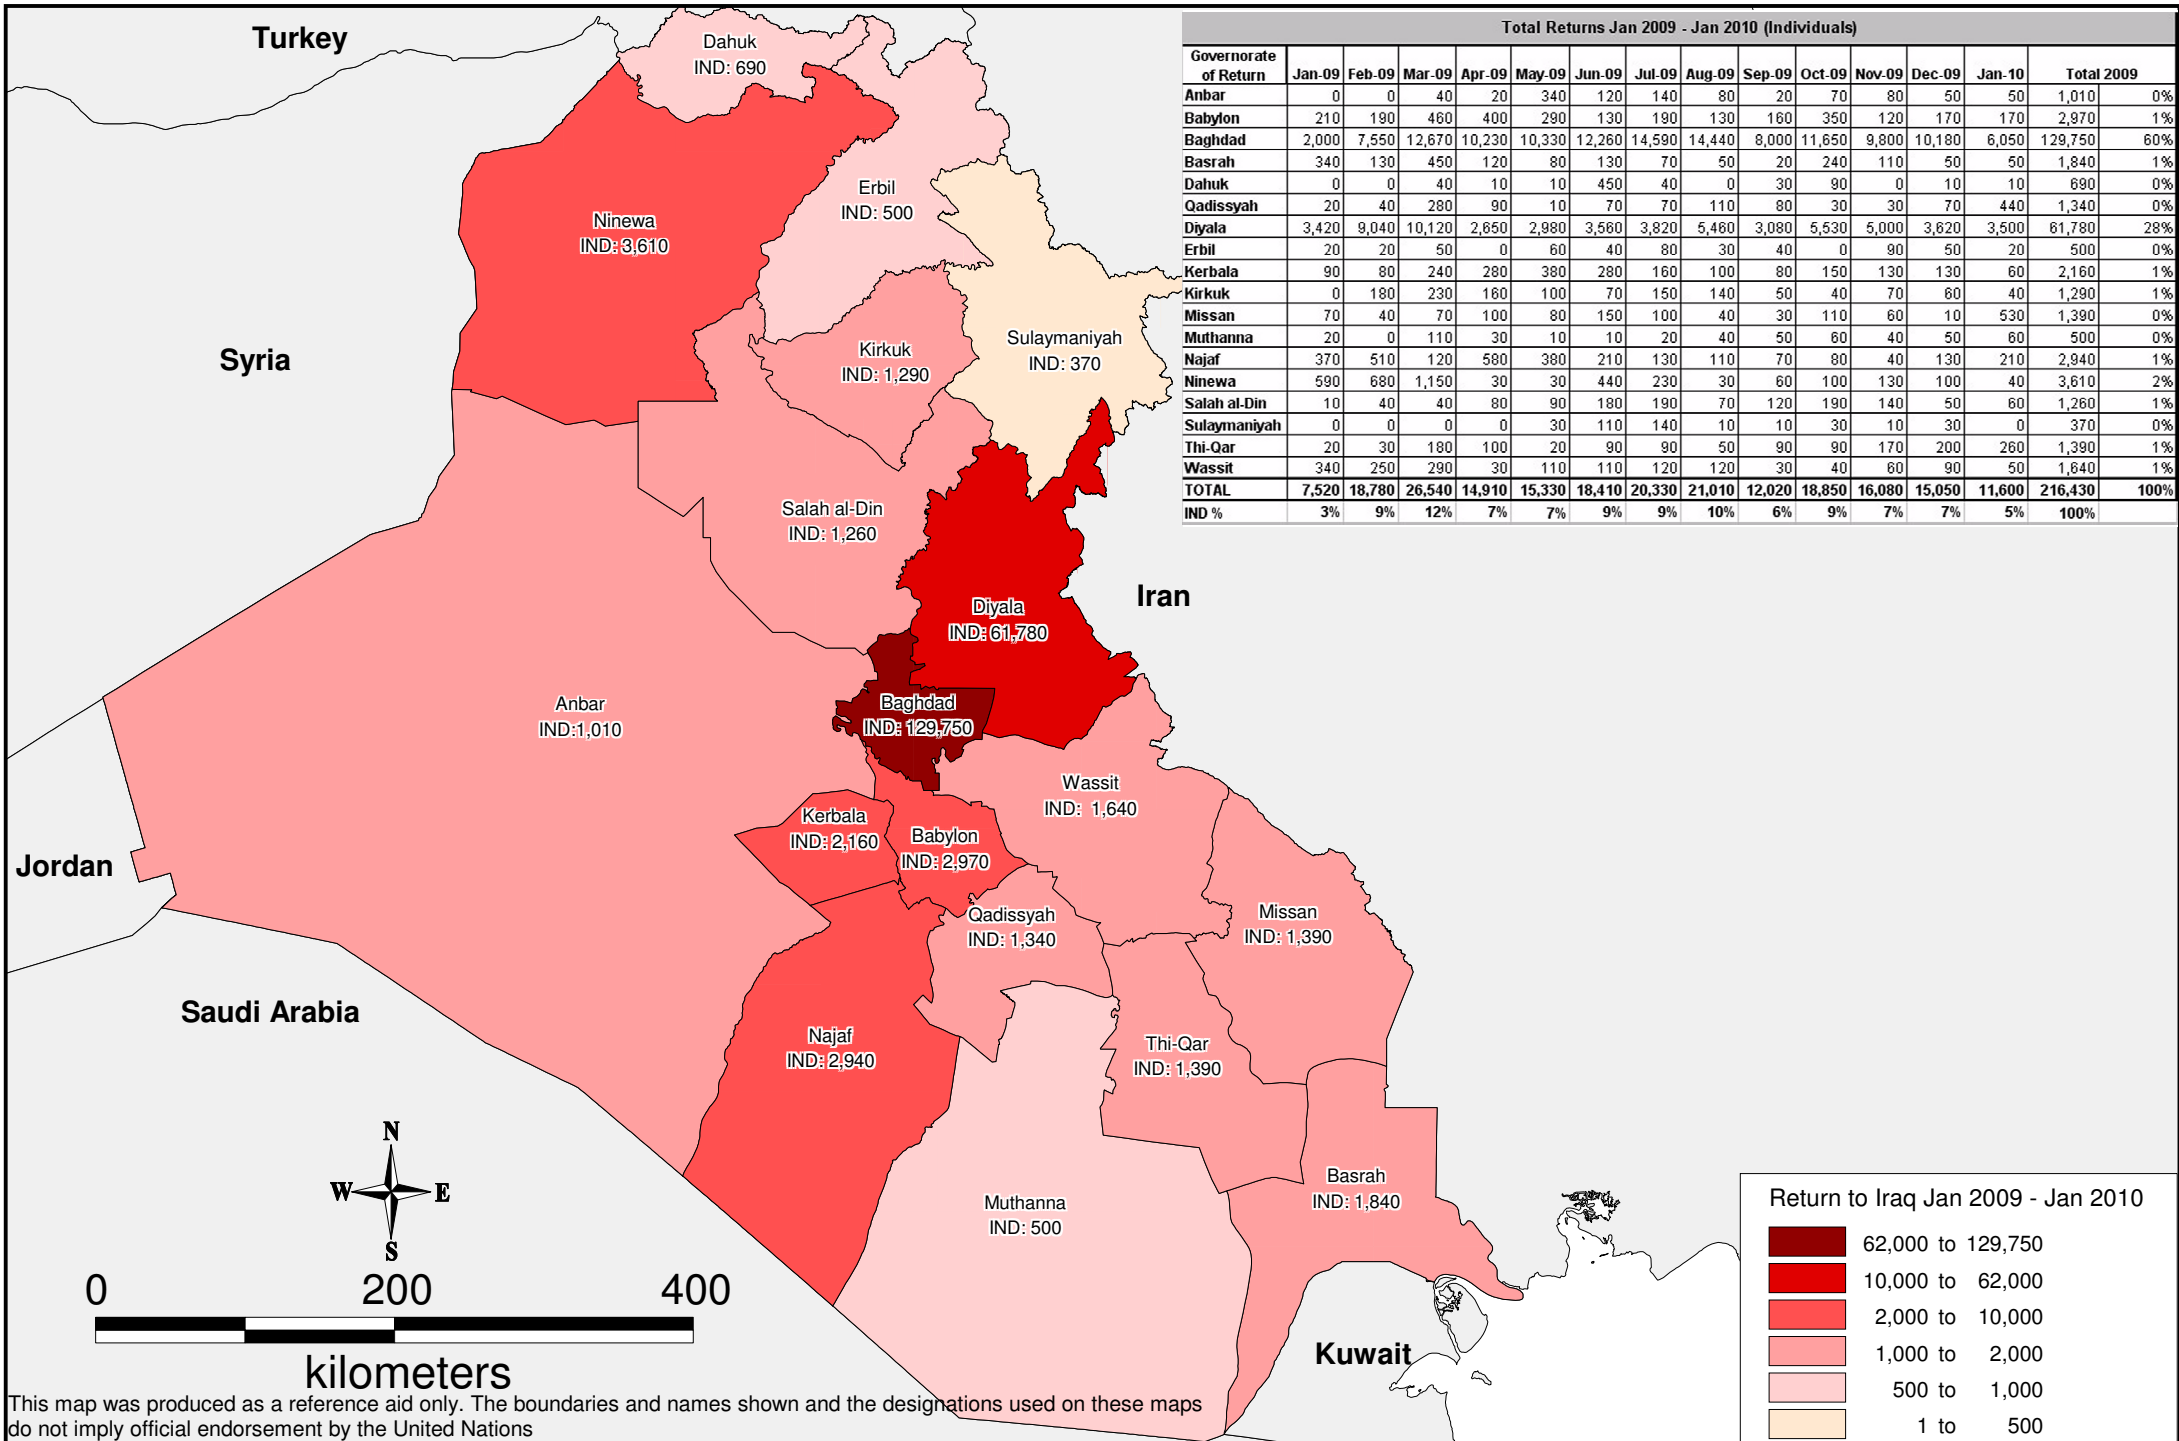 Total Returns Jan 2009 - Jan 2010 (Individuals)
Governorate of Return Jan-09 Feb-09 Mar-09 Apr-09 May-09 Jun-09 Jul-09 Aug-09 Sep-09 Oct-09 Nov-09 Dec-09 Jan-10 Total 2009
Anbar 0 0 40 20 340 120 140 80 20 70 80 50 50 1,010 0%
Babylon 210 190 460 400 290 130 190 130 160 350 120 170 170 2,970 1%
Baghdad 2,000 7,550 12,670 10,230 10,330 12,260 14,590 14,440 8,000 11,650 9,800 10,180 6,050 129,750 60%
Basrah 340 130 450 120 80 130 70 50 20 240 110 50 50 1,840 1%
Dahuk 0 0 40 10 10 450 40 0 30 90 0 10 10 690 0%
Qadissyah 20 40 280 90 10 70 70 110 80 30 30 70 440 1,340 0%
Diyala 3,420 9,040 10,120 2,650 2,980 3,560 3,820 5,460 3,080 5,530 5,000 3,620 3,500 61,780 28%
Erbil 20 20 50 0 60 40 80 30 40 0 90 50 20 500 0%
Kerbala 90 80 240 280 380 280 160 100 80 150 130 130 60 2,160 1%
Kirkuk 0 180 230 160 100 70 150 140 50 40 70 60 40 1,290 1%
Missan 70 40 70 100 80 150 100 40 30 110 60 10 530 1,390 0%
Muthanna 20 0 110 30 10 10 20 40 50 60 40 50 60 500 0%
Najaf 370 510 120 580 380 210 130 110 70 80 40 130 210 2,940 1%
Ninewa 590 680 1,150 30 30 440 230 30 60 100 130 100 40 3,610 2%
Salah al-Din 10 40 40 80 90 180 190 70 120 190 140 50 60 1,260 1%
Sulaymaniyah 0 0 0 0 30 110 140 10 10 30 10 30 0 370 0%
Thi-Qar 20 30 180 100 20 90 90 50 90 90 170 200 260 1,390 1%
Wassit 340 250 290 30 110 110 120 120 30 40 60 90 50 1,640 1%
TOTAL 7,520 18,780 26,540 14,910 15,330 18,410 20,330 21,010 12,020 18,850 16,080 15,050 11,600 216,430 100%
IND % 3% 9% 12% 7% 7% 9% 9% 10% 6% 9% 7% 7% 5% 100%
Turkey
Dahuk
IND: 690
Ninewa
IND: 3,610
Erbil
IND: 500
Syria
Kirkuk
IND: 1,290
Sulaymaniyah
IND: 370
Salah al-Din
IND: 1,260
Iran
Diyala
IND: 61,780
Anbar
IND:1,010
Baghdad
IND: 129,750
Wassit
IND: 1,640
Kerbala
IND: 2,160
Babylon
IND: 2,970
Jordan
Qadissyah
IND: 1,340
Missan
IND: 1,390
Saudi Arabia
Najaf
IND: 2,940
Thi-Qar
IND: 1,390
Muthanna
IND: 500
Basrah
IND: 1,840
Kuwait
N
W E
S
0 200 400
kilometers
This map was produced as a reference aid only. The boundaries and names shown and the designations used on these maps
do not imply official endorsement by the United Nations
Return to Iraq Jan 2009 - Jan 2010
62,000 to 129,750
10,000 to 62,000
2,000 to 10,000
1,000 to 2,000
500 to 1,000
1 to 500